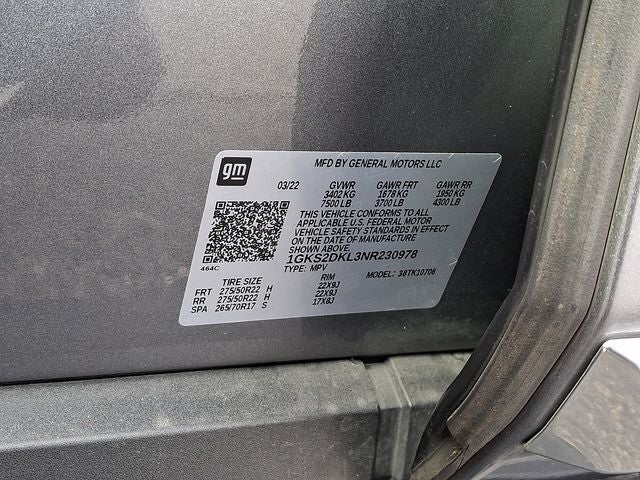 gm
MFD BY GENERAL MOTORS LLC
03/22 GVWR GAWR FRT GAWR RR
3402 KG 1678 KG 1950 KG
7500 LB 3700 LB 4300 LB
THIS VEHICLE CONFORMS TO ALL
APPLICABLE U.S. FEDERAL MOTOR
VEHICLE SAFETY STANDARDS IN EFFECT
ON THE DATE OF MANUFACTURE
SHOWN ABOVE.
1GKS2DKL3NR230978
464C
TYPE: MPV MODEL: 38TK10706
TIRE SIZE RIM
FRT 275/50R22 H 22X9J
RR 275/50R22 H 22X9J
SPA 265/70R17 S 17X8J